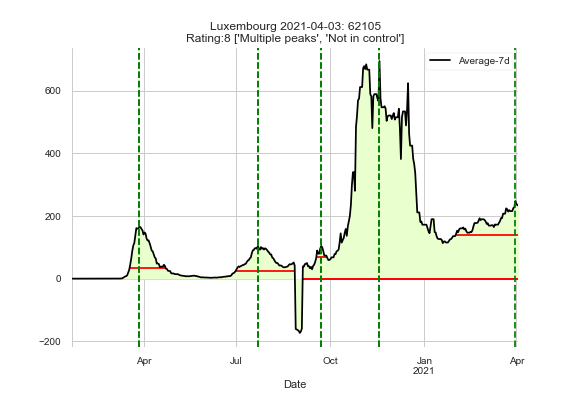 Luxembourg 2021-04-03: 62105
Rating:8 ['Multiple peaks', 'Not in control']
Average-7d
600
400
200
0
−200
Apr
Jul
Oct
Jan
2021
Apr
Date